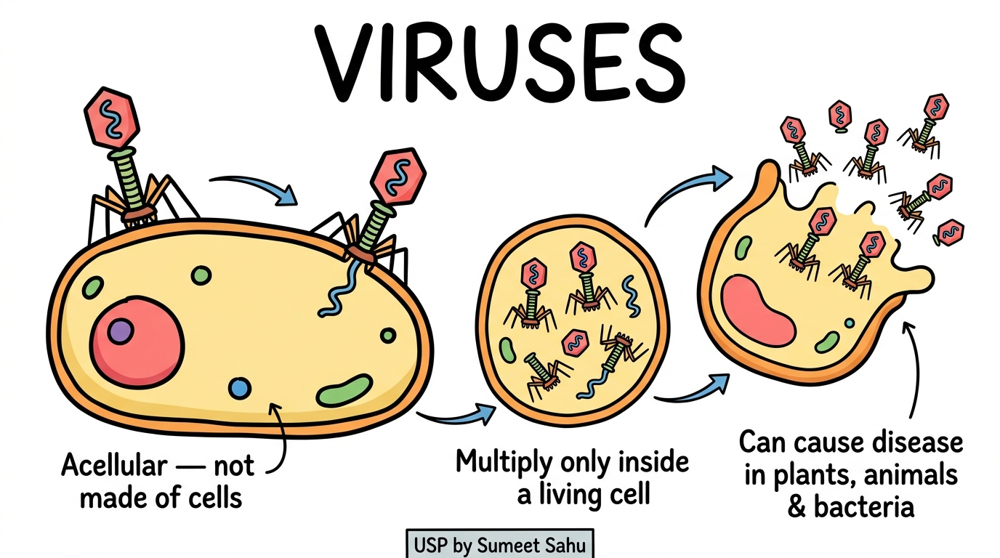 VIRUSES
Acellular — not
made of cells
Multiply only inside
a living cell
Can cause disease
in plants, animals
& bacteria
USP by Sumeet Sahu